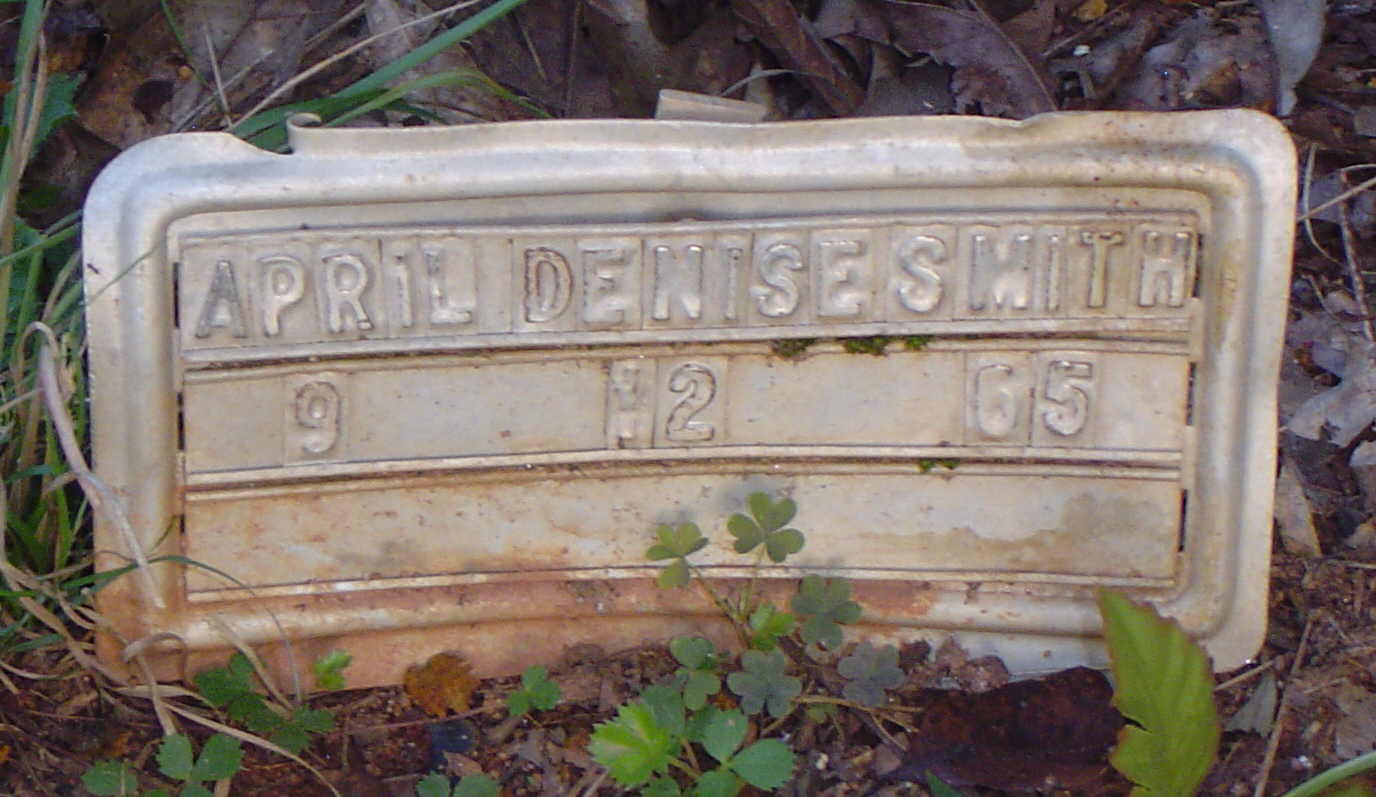 APRIL DENISE SMITH
9 12 65